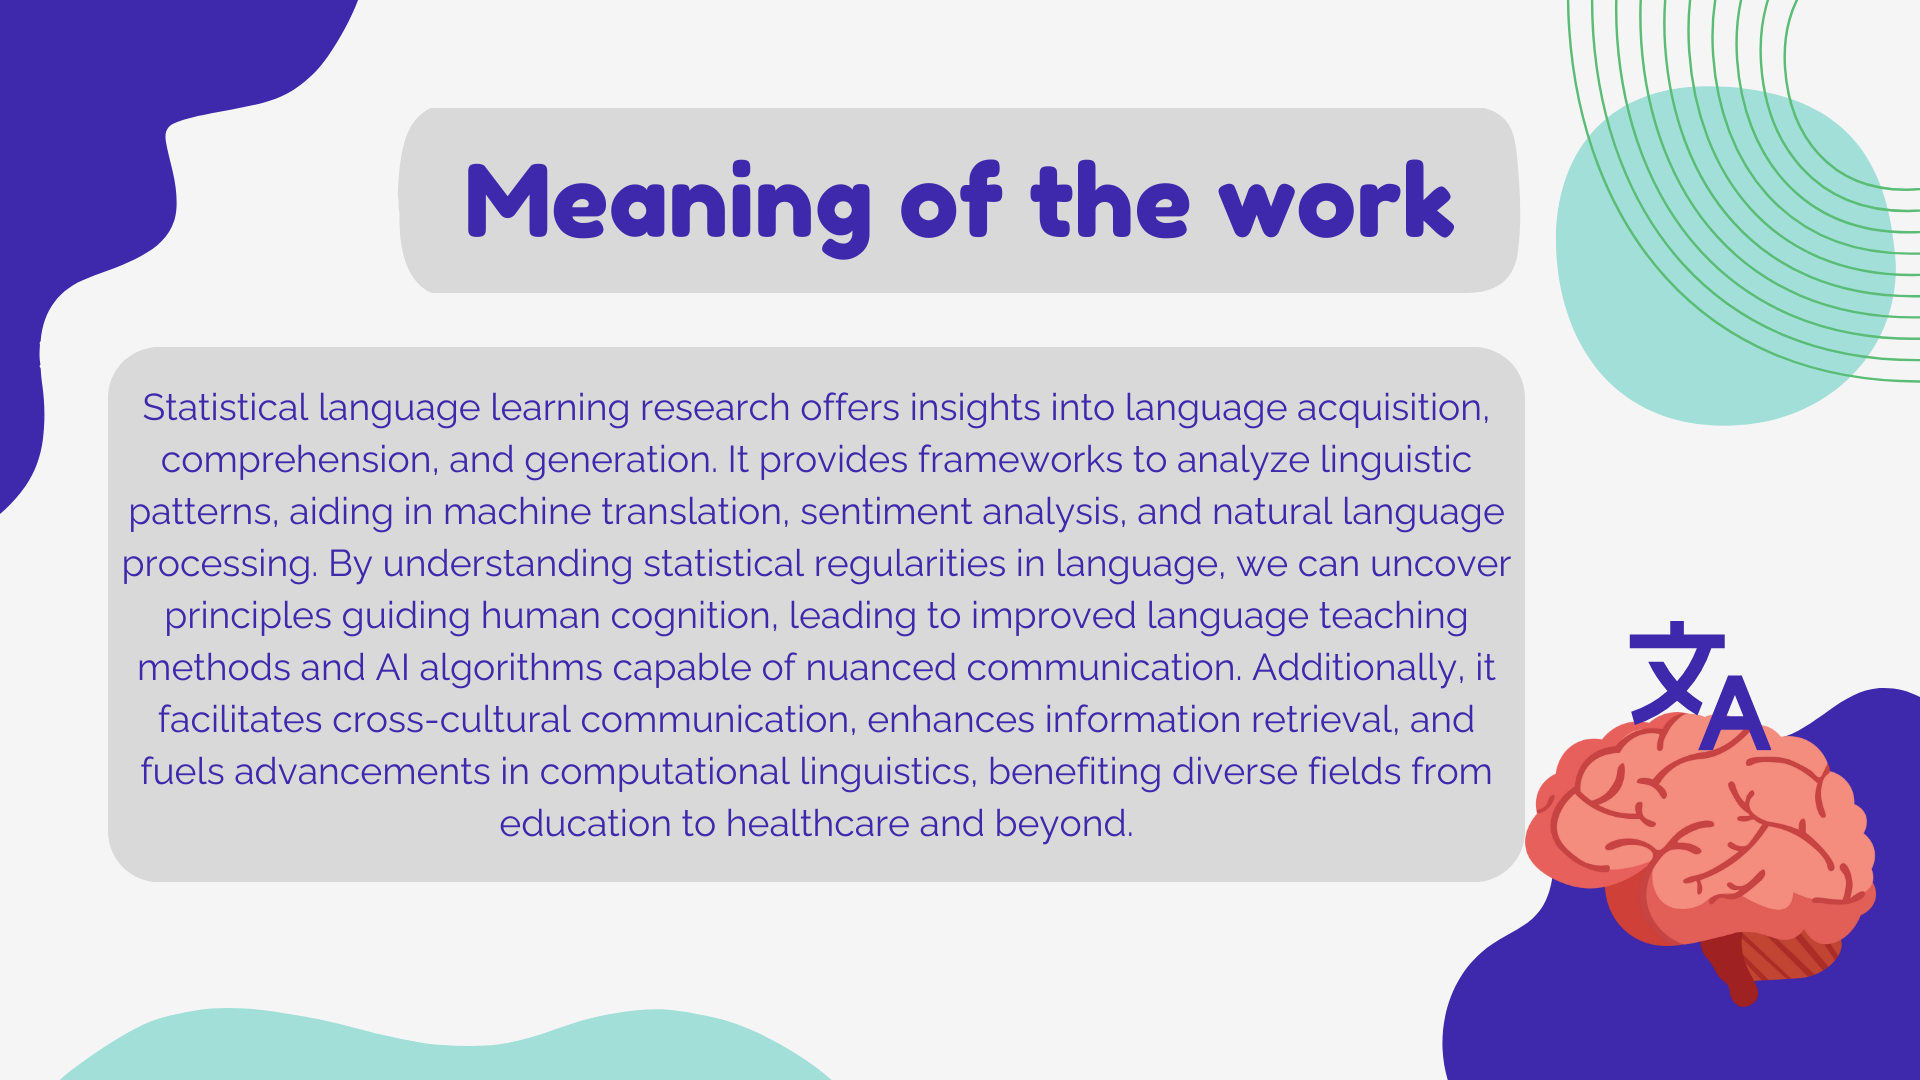 Meaning of the work
Statistical language learning research offers insights into language acquisition,
comprehension, and generation. It provides frameworks to analyze linguistic
patterns, aiding in machine translation, sentiment analysis, and natural language
processing. By understanding statistical regularities in language, we can uncover
principles guiding human cognition, leading to improved language teaching
methods and AI algorithms capable of nuanced communication. Additionally, it
facilitates cross-cultural communication, enhances information retrieval, and
fuels advancements in computational linguistics, benefiting diverse fields from
education to healthcare and beyond.
文A